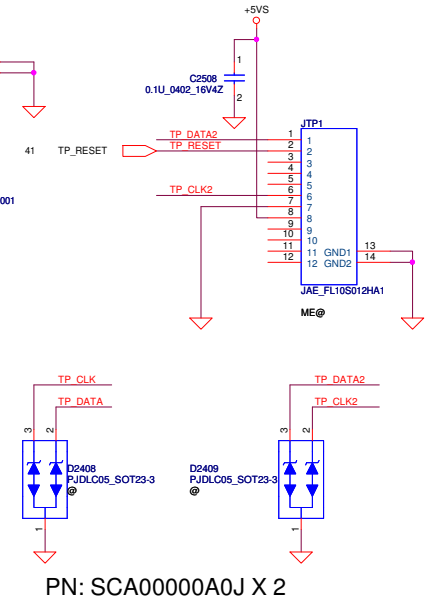 +5VS
1
C2508
0.1U_0402_16V4Z
2
JTP1
TP_DATA2 1 1
41 TP_RESET TP_RESET 2 2
3 3
4 4
5 5
TP_CLK2 6 6
001
7 7
8 8
9 9
10 10
11 11 GND1 13
12 12 GND2 14
JAE_FL10S012HA1
ME@
TP_CLK
TP_DATA
3 2
D2408
PJDLC05_SOT23-3
@
1
TP_DATA2
TP_CLK2
3 2
D2409
PJDLC05_SOT23-3
@
1
PN: SCA00000A0J X 2